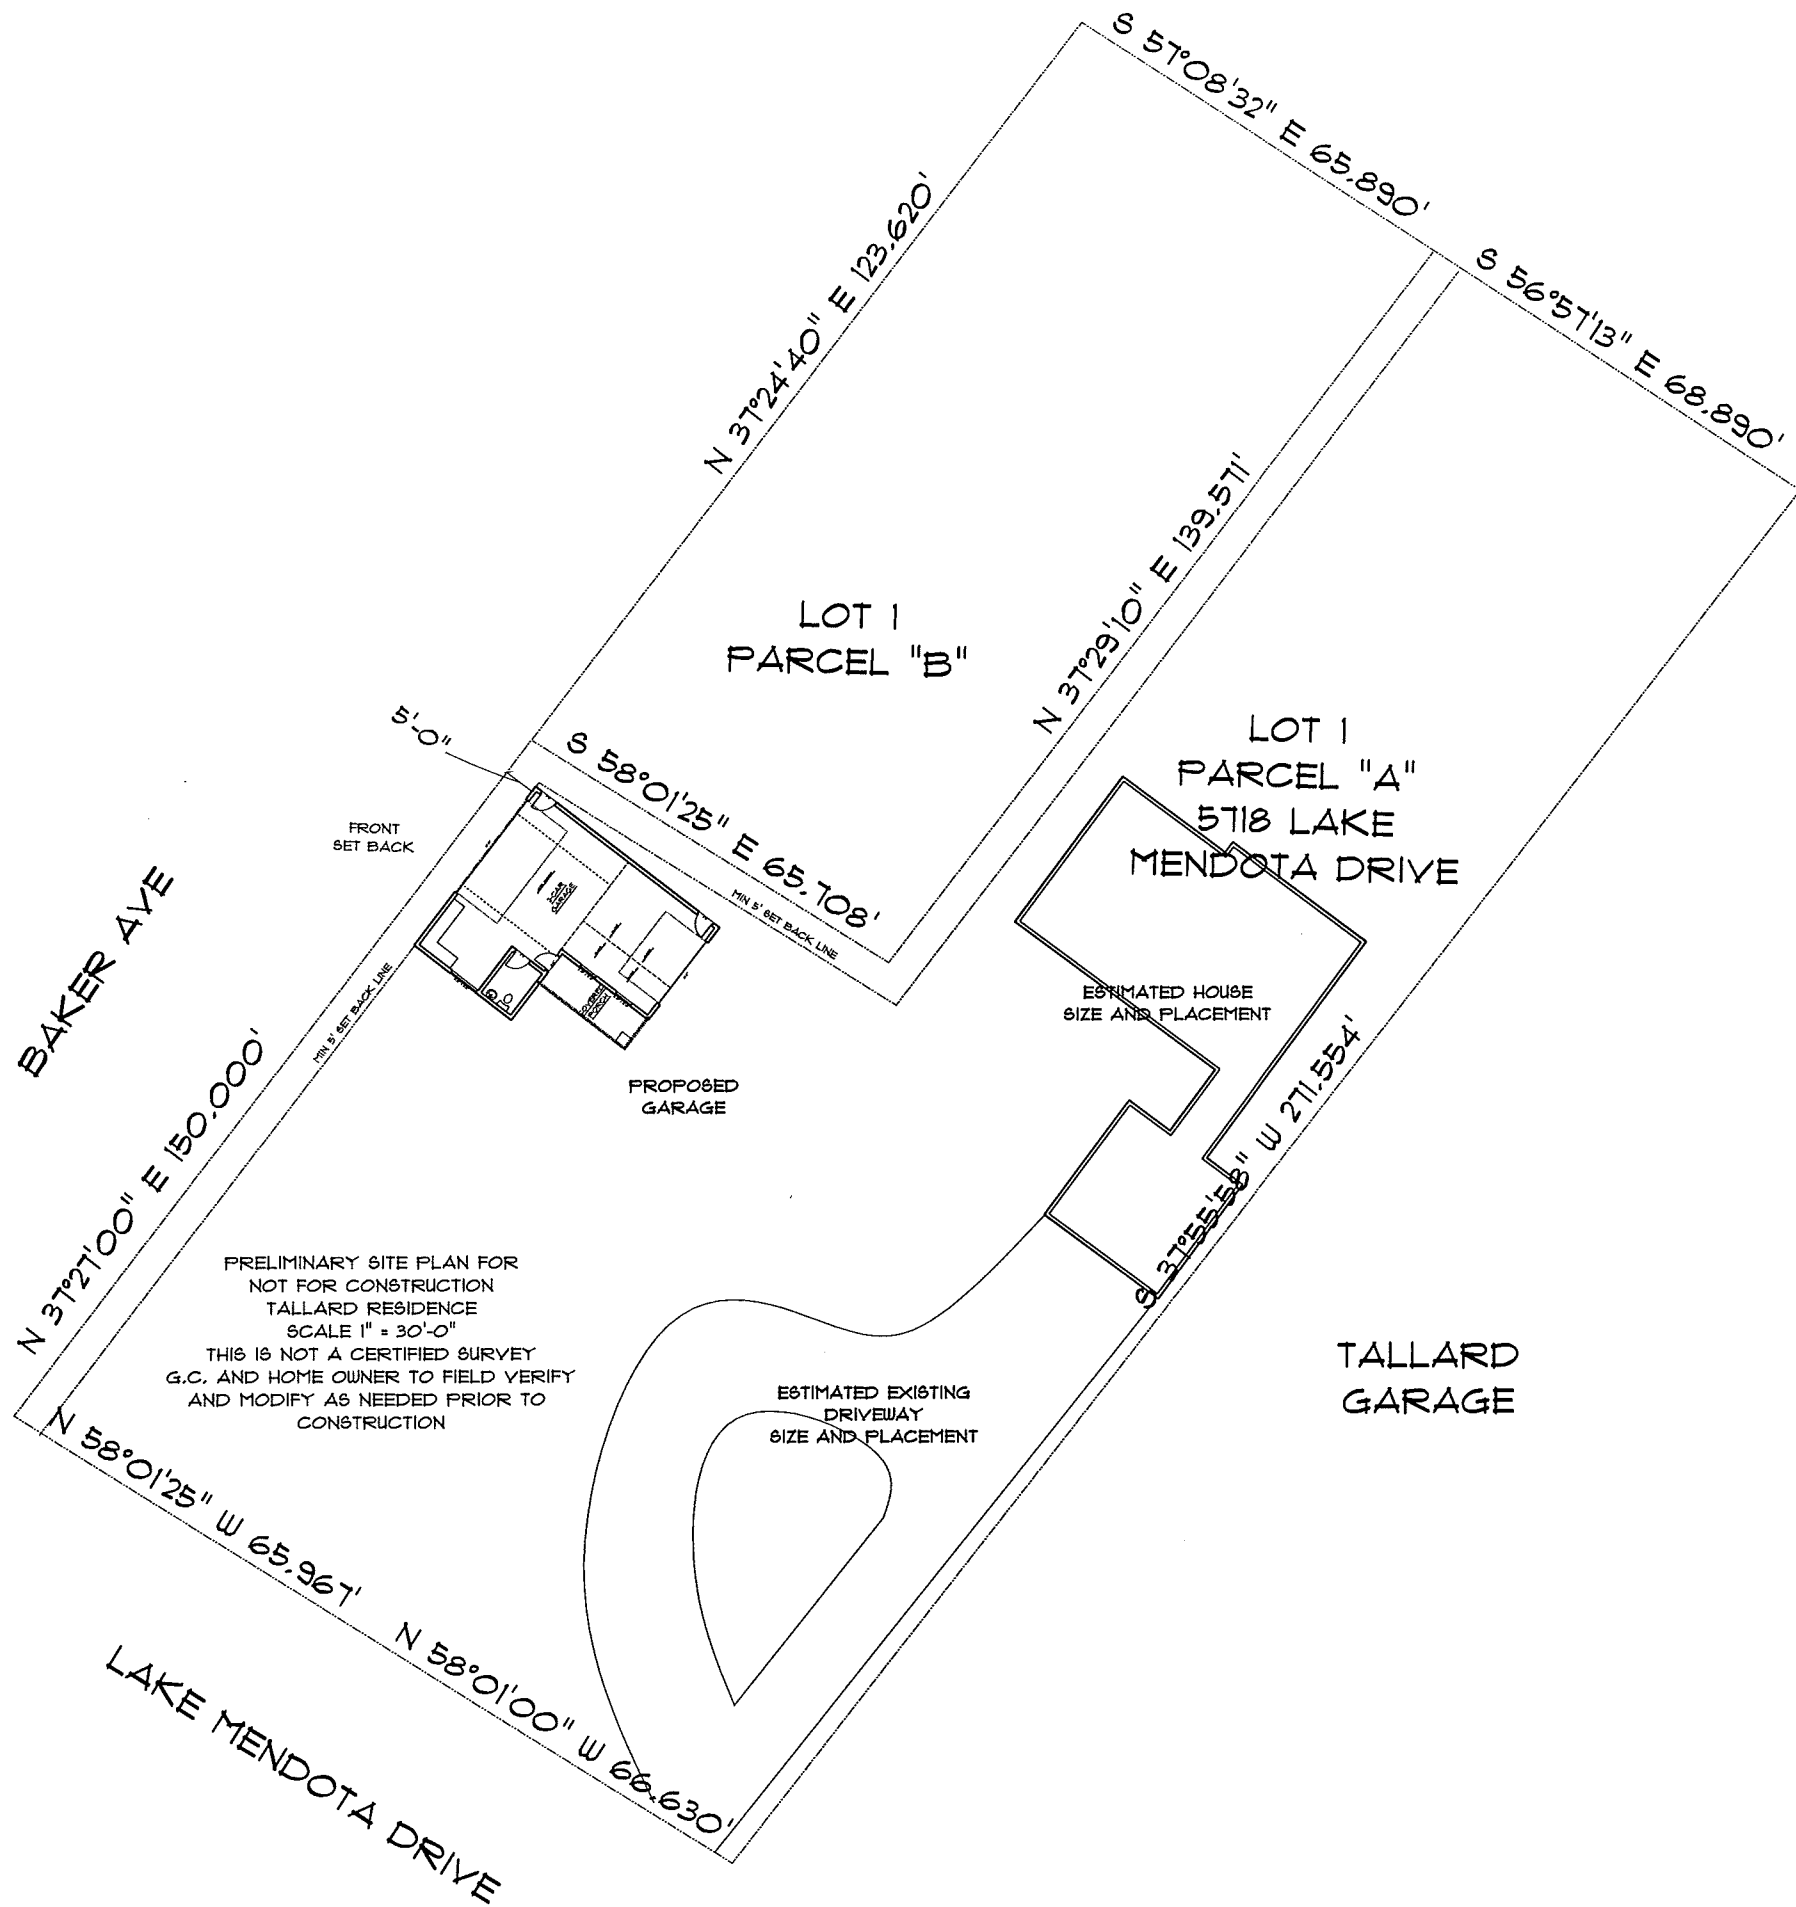 S 57°08'32" E 65.890'
S 56°57'13" E 68.890'
N 37°24'40" E 123.620'
N 37°29'10" E 139.571'
LOT 1
PARCEL "B"
LOT 1
PARCEL "A"
5718 LAKE
MENDOTA DRIVE
5'-0"
S 58°01'25" E 65.708'
FRONT
SET BACK
MIN 5' SET BACK LINE
2-CAR
GARAGE
COVERED
PORCH
BAKER AVE
MIN 5' SET BACK LINE
ESTIMATED HOUSE
SIZE AND PLACEMENT
PROPOSED
GARAGE
N 37°27'00" E 150.000'
S 37°55'58" W 271.554'
PRELIMINARY SITE PLAN FOR
NOT FOR CONSTRUCTION
TALLARD RESIDENCE
SCALE 1" = 30'-0"
THIS IS NOT A CERTIFIED SURVEY
G.C. AND HOME OWNER TO FIELD VERIFY
AND MODIFY AS NEEDED PRIOR TO
CONSTRUCTION
TALLARD
GARAGE
ESTIMATED EXISTING
DRIVEWAY
SIZE AND PLACEMENT
N 58°01'25" W 65.967'
N 58°01'00" W 66.630'
LAKE MENDOTA DRIVE